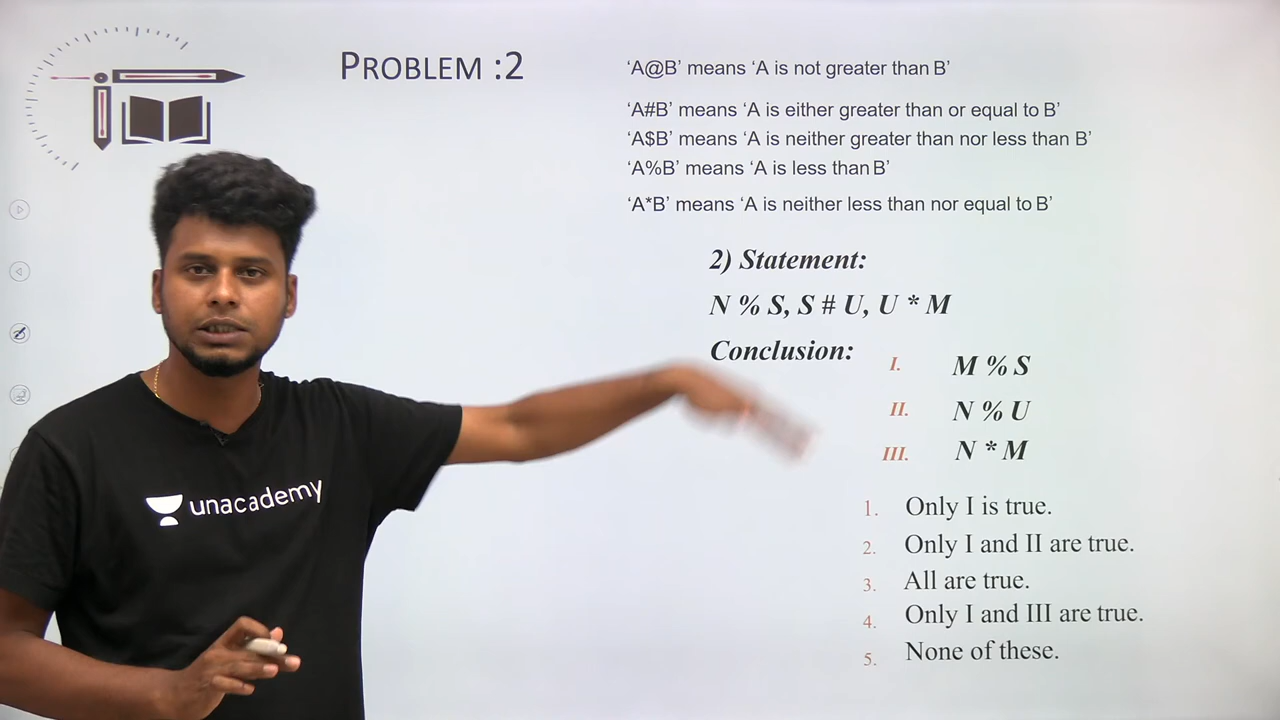 PROBLEM :2
‘A@B’ means ‘A is not greater than B’
‘A#B’ means ‘A is either greater than or equal to B’
‘A$B’ means ‘A is neither greater than nor less than B’
‘A%B’ means ‘A is less than B’
‘A*B’ means ‘A is neither less than nor equal to B’
2) Statement:
N % S, S # U, U * M
Conclusion:
I. M % S
II. N % U
III. N * M
1. Only I is true.
2. Only I and II are true.
3. All are true.
4. Only I and III are true.
5. None of these.
unacademy